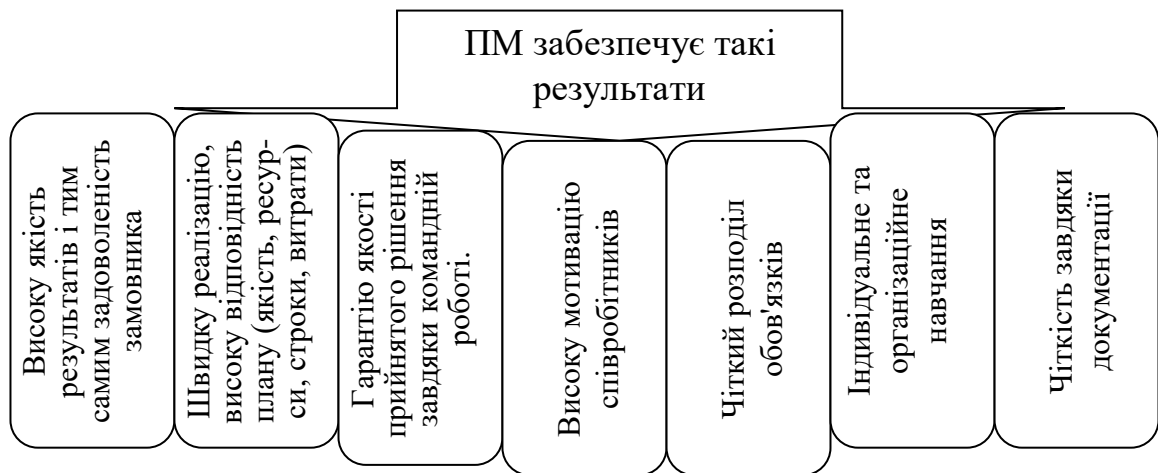 ПМ забезпечує такі
результати
Високу якість
результатів і тим
самим задоволеність
замовника
Швидку реалізацію,
високу відповідність
плану (якість, ресур-
си, строки, витрати)
Гарантію якості
прийнятого рішення
завдяки командній
роботі.
Високу мотивацію
співробітників
Чіткий розподіл
обов'язків
Індивідуальне та
організаційне
навчання
Чіткість завдяки
документації